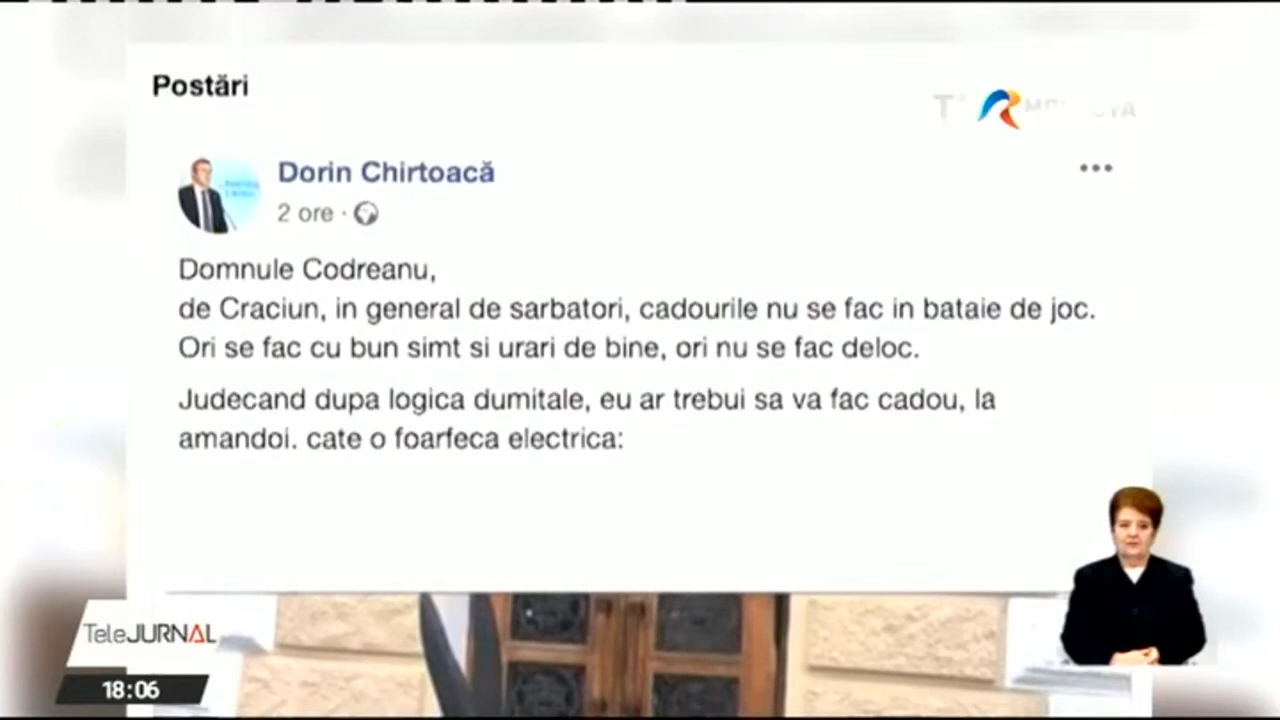 Postări
Dorin Chirtoacă
2 ore ·
Domnule Codreanu,
de Craciun, in general de sarbatori, cadourile nu se fac in bataie de joc.
Ori se fac cu bun simt si urari de bine, ori nu se fac deloc.
Judecand dupa logica dumitale, eu ar trebui sa va fac cadou, la
amandoi. cate o foarfeca electrica:
TeleJURNAL
18:06